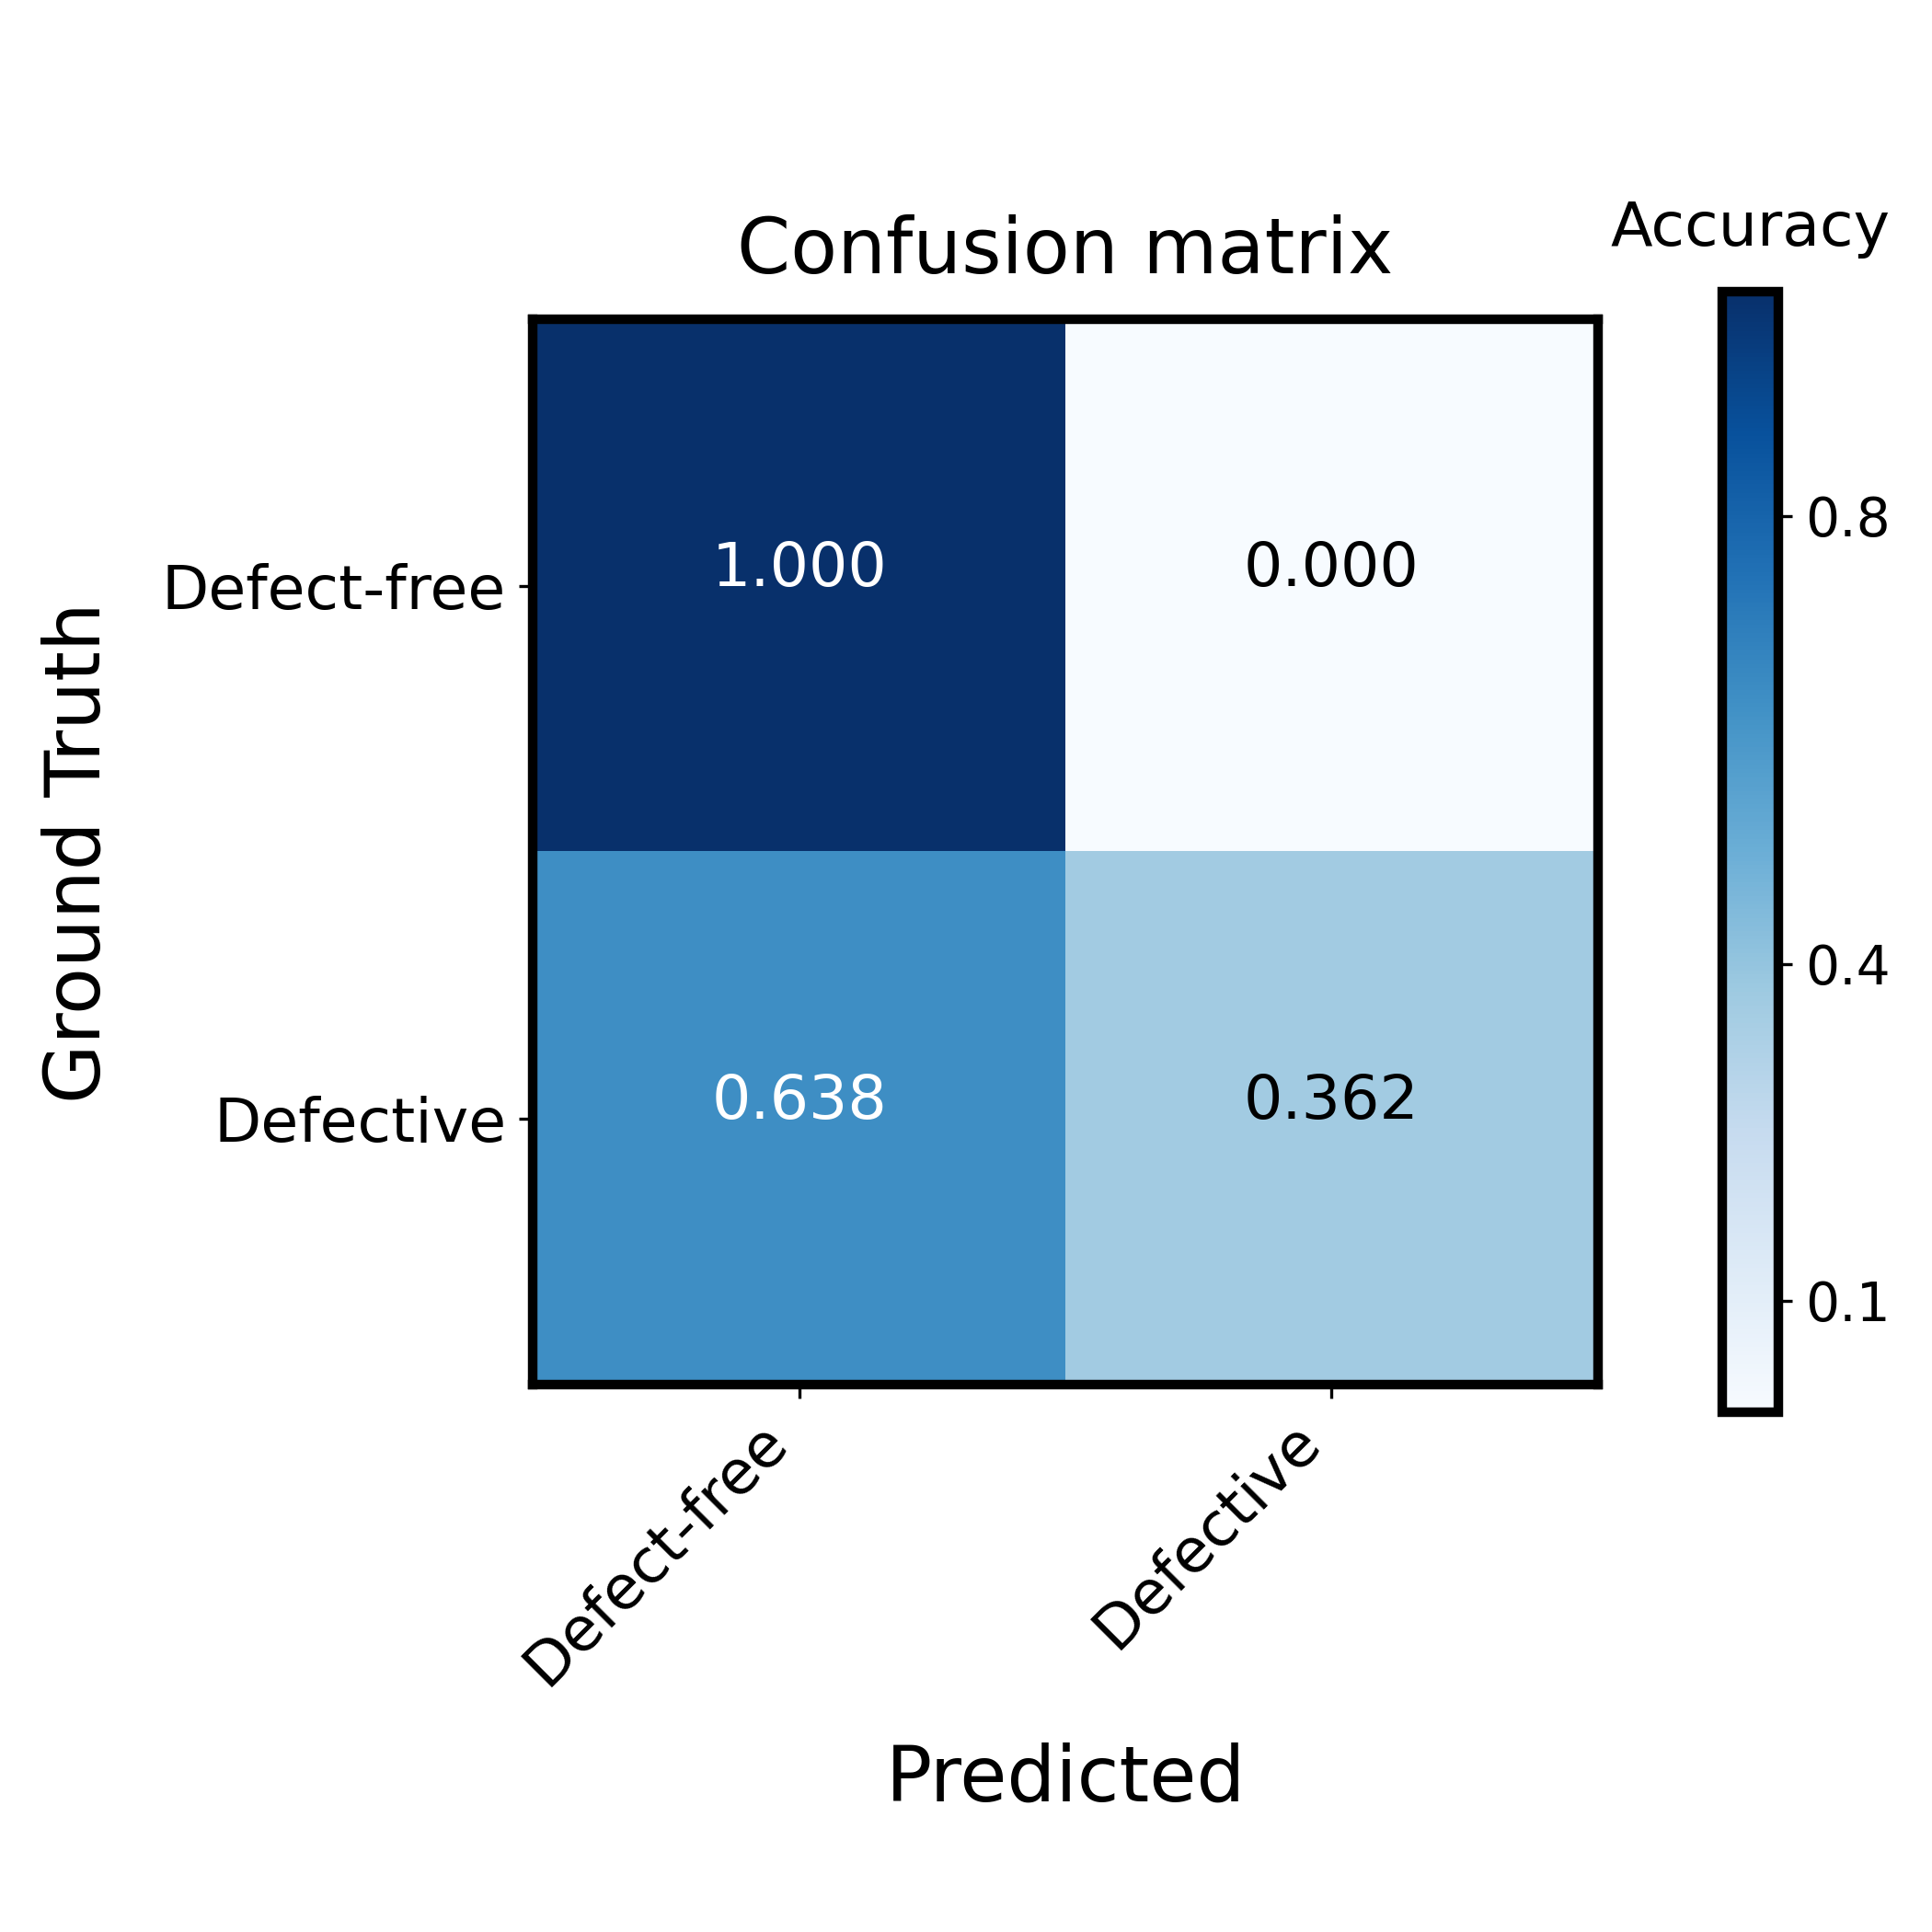 Confusion matrix
Accuracy
Ground Truth
Defect-free
1.000
0.000
Defective
0.638
0.362
0.8
0.4
0.1
Defect-free
Defective
Predicted